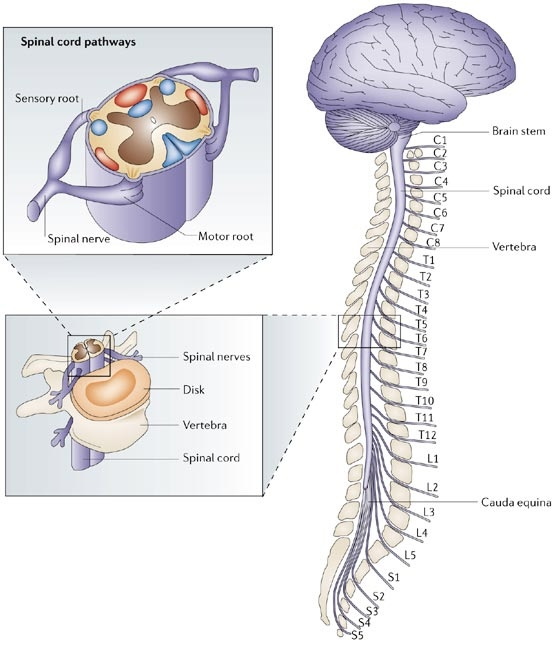 Spinal cord pathways
Sensory root
Spinal nerve
Motor root
Spinal nerves
Disk
Vertebra
Spinal cord
Brain stem
C1
C2
C3
C4
Spinal cord
C5
C6
C7
C8
Vertebra
T1
T2
T3
T4
T5
T6
T7
T8
T9
T10
T11
T12
L1
L2
Cauda equina
L3
L4
L5
S1
S2
S3
S4
S5